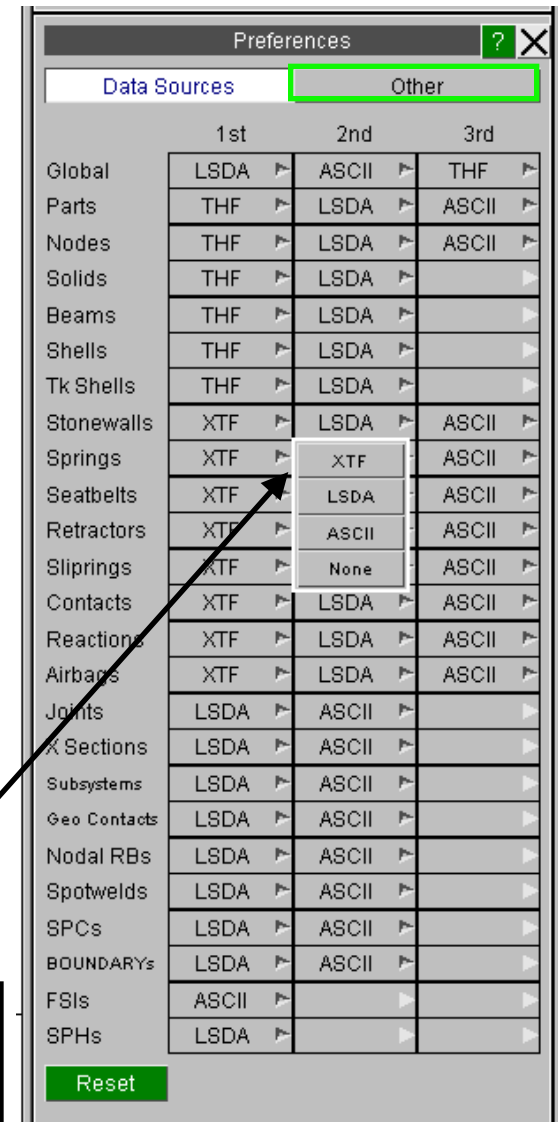 Preferences ? X
Data Sources Other
1st 2nd 3rd
Global LSDA ASCII THF
Parts THF LSDA ASCII
Nodes THF LSDA ASCII
Solids THF LSDA
Beams THF LSDA
Shells THF LSDA
Tk Shells THF LSDA
Stonewalls XTF LSDA ASCII
Springs XTF XTF ASCII
Seatbelts XTF LSDA ASCII
Retractors XTF ASCII ASCII
Sliprings XTF None ASCII
Contacts XTF LSDA ASCII
Reactions XTF LSDA ASCII
Airbags XTF LSDA ASCII
Joints LSDA ASCII
X Sections LSDA ASCII
Subsystems LSDA ASCII
Geo Contacts LSDA ASCII
Nodal RBs LSDA ASCII
Spotwelds LSDA ASCII
SPCs LSDA ASCII
BOUNDARYs LSDA ASCII
FSIs ASCII
SPHs LSDA
Reset